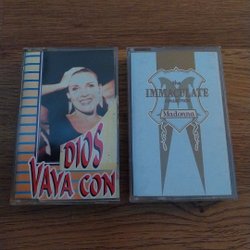 DIOS
VAYA CON
the
IMMACULATE
collection
Madonna